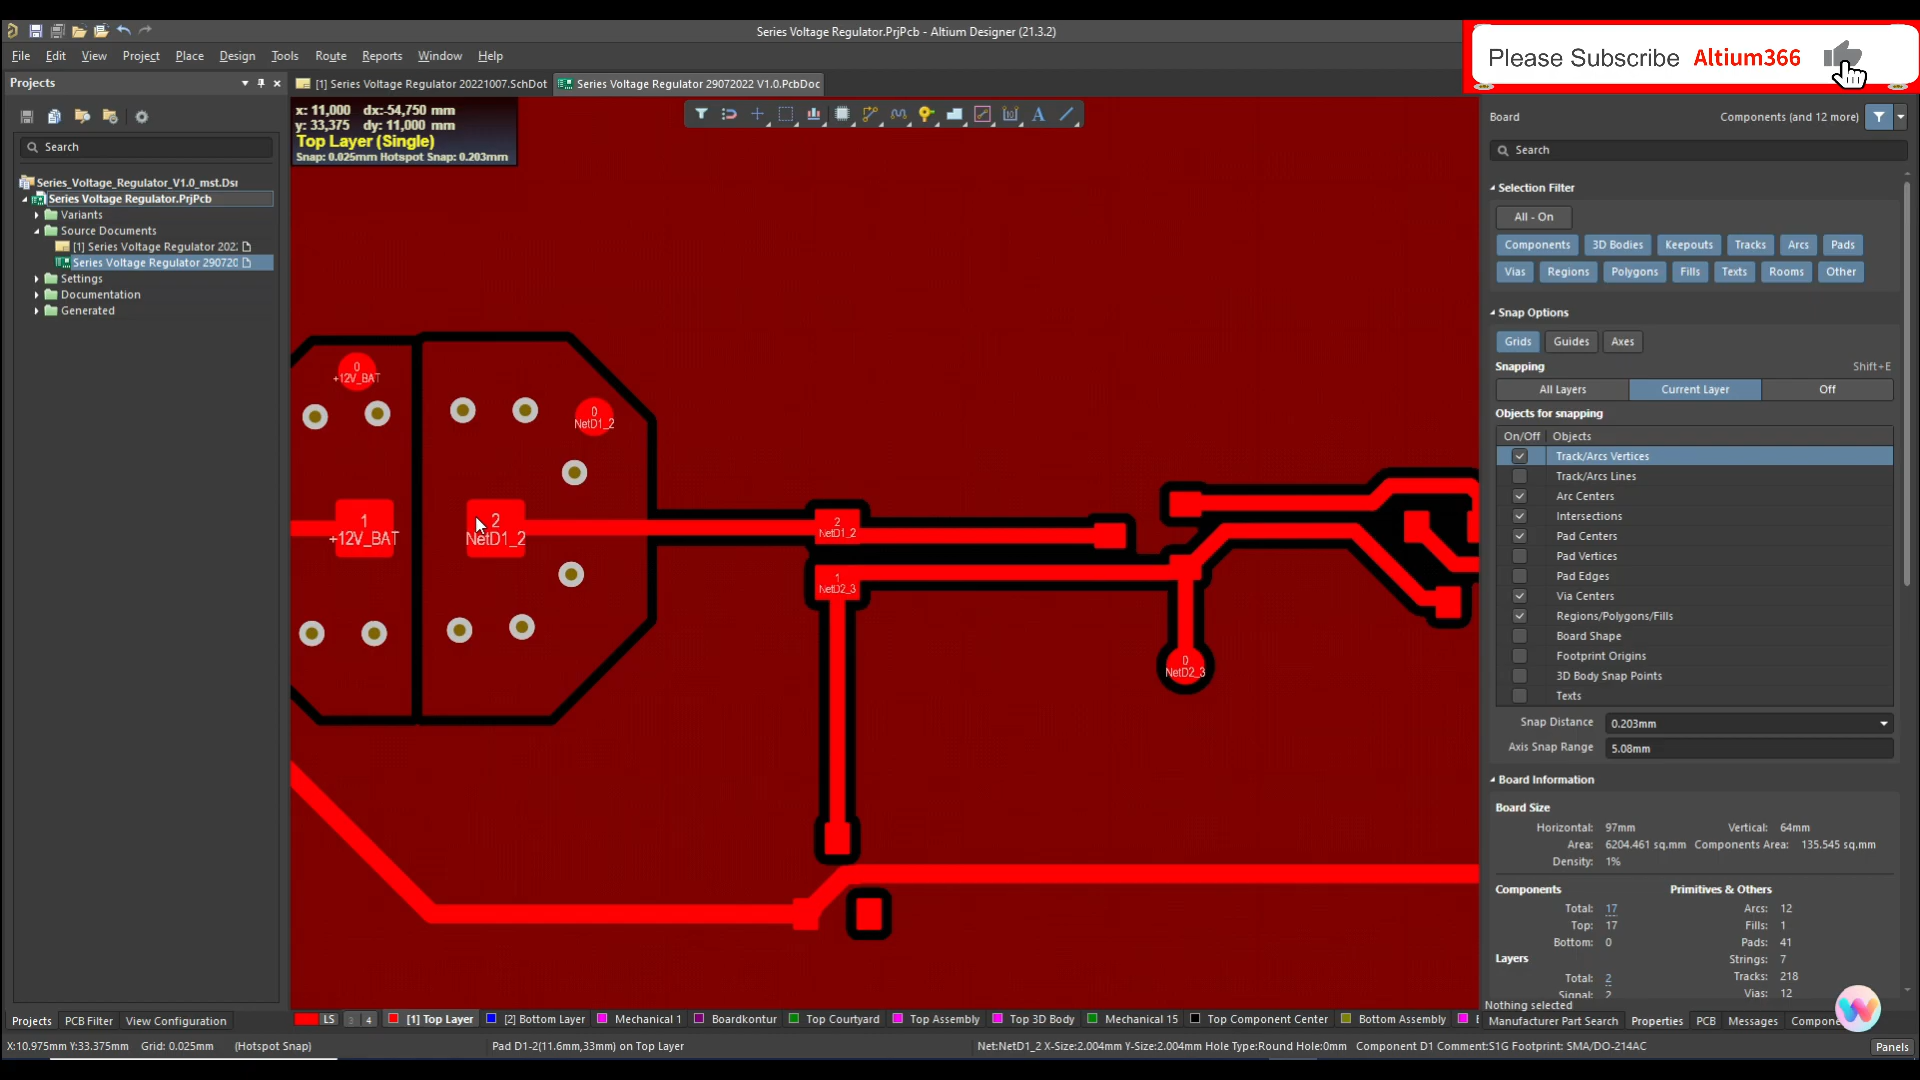 Series Voltage Regulator.PrjPcb - Altium Designer (21.3.2)
Please Subscribe Altium366
File Edit View Project Place Design Tools Route Reports Window Help
Projects
[1] Series Voltage Regulator 20221007.SchDot
Series Voltage Regulator 29072022 V1.0.PcbDoc
Search
Series_Voltage_Regulator_V1.0_mst.Dsn
Series Voltage Regulator.PrjPcb
Variants
Source Documents
[1] Series Voltage Regulator 202
Series Voltage Regulator 290720
Settings
Documentation
Generated
x: 11,000 dx:-54,750 mm
y: 33,375 dy: 11,000 mm
Top Layer (Single)
Snap: 0.025mm Hotspot Snap: 0.203mm
0
+12V_BAT
0
NetD1_2
1
+12V_BAT
2
NetD1_2
2
NetD1_2
1
NetD2_3
0
NetD2_3
Board
Components (and 12 more)
Search
Selection Filter
All - On
Components 3D Bodies Keepouts Tracks Arcs Pads
Vias Regions Polygons Fills Texts Rooms Other
Snap Options
Grids Guides Axes
Snapping Shift+E
All Layers Current Layer Off
Objects for snapping
On/Off Objects
Track/Arcs Vertices
Track/Arcs Lines
Arc Centers
Intersections
Pad Centers
Pad Vertices
Pad Edges
Via Centers
Regions/Polygons/Fills
Board Shape
Footprint Origins
3D Body Snap Points
Texts
Snap Distance 0.203mm
Axis Snap Range 5.08mm
Board Information
Board Size
Horizontal: 97mm Vertical: 64mm
Area: 6204.461 sq.mm Components Area: 135.545 sq.mm
Density: 1%
Components Primitives & Others
Total: 17 Arcs: 12
Top: 17 Fills: 1
Bottom: 0 Pads: 41
Layers Strings: 7
Total: 2 Tracks: 218
Signal: 2 Vias: 12
Nothing selected
Projects PCB Filter View Configuration
LS 3 4 [1] Top Layer [2] Bottom Layer Mechanical 1 Boardkontur Top Courtyard Top Assembly Top 3D Body Mechanical 15 Top Component Center Bottom Assembly
Manufacturer Part Search Properties PCB Messages Compone
X:10.975mm Y:33.375mm Grid: 0.025mm (Hotspot Snap) Pad D1-2(11.6mm,33mm) on Top Layer Net:NetD1_2 X-Size:2.004mm Y-Size:2.004mm Hole Type:Round Hole:0mm Component D1 Comment:S1G Footprint: SMA/DO-214AC Panels